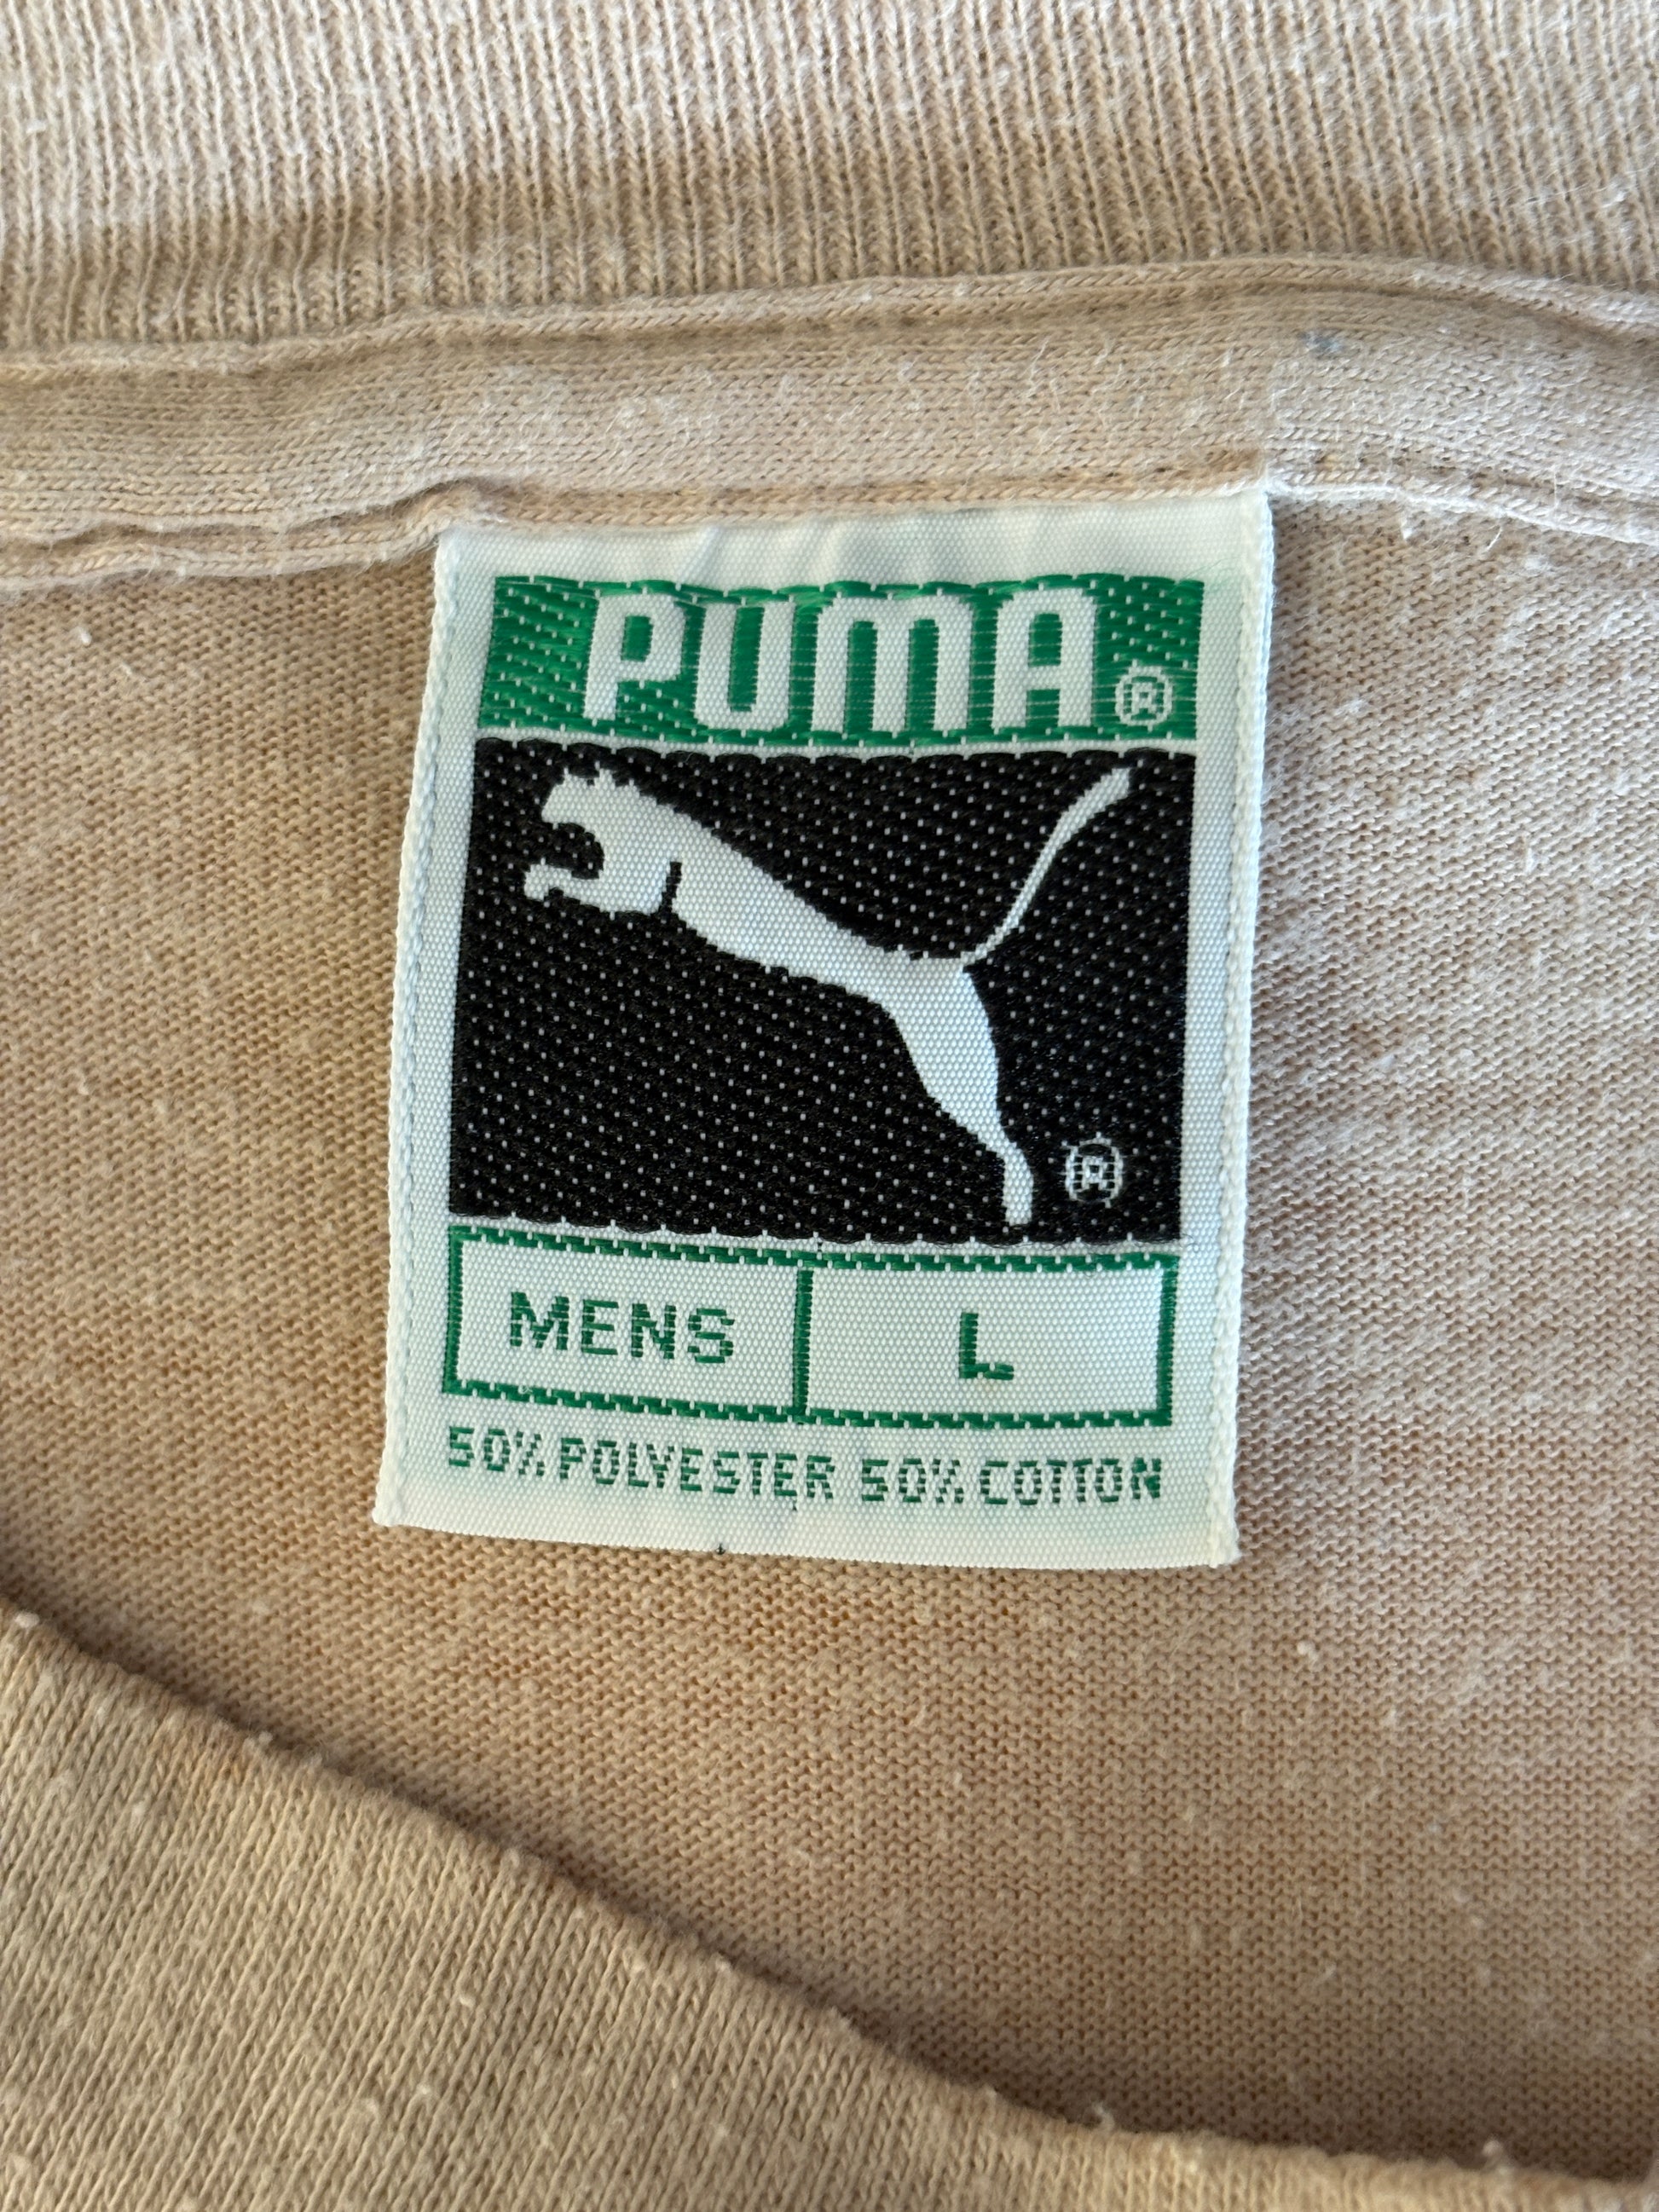 PUMA®
®
MENS L
50% POLYESTER 50% COTTON